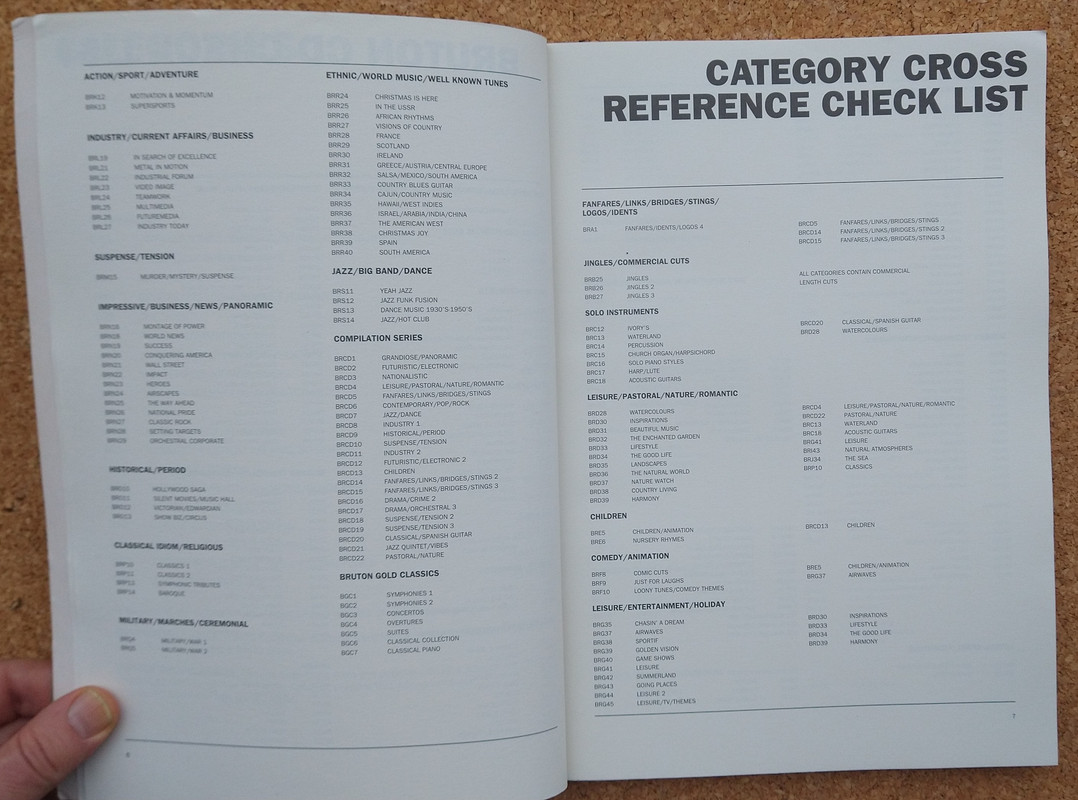 ACTION/SPORT/ADVENTURE
BRK12 MOTIVATION & MOMENTUM
BRK13 SUPERSPORTS
INDUSTRY/CURRENT AFFAIRS/BUSINESS
BRL19 IN SEARCH OF EXCELLENCE
BRL21 METAL IN MOTION
BRL22 INDUSTRIAL FORUM
BRL23 VIDEO IMAGE
BRL24 TEAMWORK
BRL25 MULTIMEDIA
BRL26 FUTUREMEDIA
BRL27 INDUSTRY TODAY
SUSPENSE/TENSION
BRM15 MURDER/MYSTERY/SUSPENSE
IMPRESSIVE/BUSINESS/NEWS/PANORAMIC
BRN16 MONTAGE OF POWER
BRN18 WORLD NEWS
BRN19 SUCCESS
BRN20 CONQUERING AMERICA
BRN21 WALL STREET
BRN22 IMPACT
BRN23 HEROES
BRN24 AIRSCAPES
BRN25 THE WAY AHEAD
BRN26 NATIONAL PRIDE
BRN27 CLASSIC ROCK
BRN28 SETTING TARGETS
BRN29 ORCHESTRAL CORPORATE
HISTORICAL/PERIOD
HOLLYWOOD SAGA
SILENT MOVIES/MUSIC HALL
VICTORIAN/EDWARDIAN
SHOW BIZ/CIRCUS
CLASSICAL IDIOM/RELIGIOUS
BRP10 CLASSICS 1
BRP11 CLASSICS 2
SYMPHONIC TRIBUTES
BRP14 BAROQUE
MILITARY/MARCHES/CEREMONIAL
MILITARY/WAR 1
MILITARY/WAR 2
6
ETHNIC/WORLD MUSIC/WELL KNOWN TUNES
BRR24 CHRISTMAS IS HERE
BRR25 IN THE USSR
BRR26 AFRICAN RHYTHMS
BRR27 VISIONS OF COUNTRY
BRR28 FRANCE
BRR29 SCOTLAND
BRR30 IRELAND
BRR31 GREECE/AUSTRIA/CENTRAL EUROPE
BRR32 SALSA/MEXICO/SOUTH AMERICA
BRR33 COUNTRY BLUES GUITAR
BRR34 CAJUN/COUNTRY MUSIC
BRR35 HAWAII/WEST INDIES
BRR36 ISRAEL/ARABIA/INDIA/CHINA
BRR37 THE AMERICAN WEST
BRR38 CHRISTMAS JOY
BRR39 SPAIN
BRR40 SOUTH AMERICA
JAZZ/BIG BAND/DANCE
BRS11 YEAH JAZZ
BRS12 JAZZ FUNK FUSION
BRS13 DANCE MUSIC 1930'S-1950'S
BRS14 JAZZ/HOT CLUB
COMPILATION SERIES
BRCD1 GRANDIOSE/PANORAMIC
BRCD2 FUTURISTIC/ELECTRONIC
BRCD3 NATIONALISTIC
BRCD4 LEISURE/PASTORAL/NATURE/ROMANTIC
BRCD5 FANFARES/LINKS/BRIDGES/STINGS
BRCD6 CONTEMPORARY/POP/ROCK
BRCD7 JAZZ/DANCE
BRCD8 INDUSTRY 1
BRCD9 HISTORICAL/PERIOD
BRCD10 SUSPENSE/TENSION
BRCD11 INDUSTRY 2
BRCD12 FUTURISTIC/ELECTRONIC 2
BRCD13 CHILDREN
BRCD14 FANFARES/LINKS/BRIDGES/STINGS 2
BRCD15 FANFARES/LINKS/BRIDGES/STINGS 3
BRCD16 DRAMA/CRIME 2
BRCD17 DRAMA/ORCHESTRAL 3
BRCD18 SUSPENSE/TENSION 2
BRCD19 SUSPENSE/TENSION 3
BRCD20 CLASSICAL/SPANISH GUITAR
BRCD21 JAZZ QUINTET/VIBES
BRCD22 PASTORAL/NATURE
BRUTON GOLD CLASSICS
BGC1 SYMPHONIES 1
BGC2 SYMPHONIES 2
BGC3 CONCERTOS
BGC4 OVERTURES
BGC5 SUITES
BGC6 CLASSICAL COLLECTION
BGC7 CLASSICAL PIANO
CATEGORY CROSS
REFERENCE CHECK LIST
FANFARES/LINKS/BRIDGES/STINGS/
LOGOS/IDENTS
BRA1 FANFARES/IDENTS/LOGOS 4
BRCD5 FANFARES/LINKS/BRIDGES/STINGS
BRCD14 FANFARES/LINKS/BRIDGES/STINGS 2
BRCD15 FANFARES/LINKS/BRIDGES/STINGS 3
JINGLES/COMMERCIAL CUTS
BRB25 JINGLES
BRB26 JINGLES 2
BRB27 JINGLES 3
ALL CATEGORIES CONTAIN COMMERCIAL
LENGTH CUTS
SOLO INSTRUMENTS
BRC12 IVORY'S
BRC13 WATERLAND
BRC14 PERCUSSION
BRC15 CHURCH ORGAN/HARPSICHORD
BRC16 SOLO PIANO STYLES
BRC17 HARP/LUTE
BRC18 ACOUSTIC GUITARS
BRCD20 CLASSICAL/SPANISH GUITAR
BRD28 WATERCOLOURS
LEISURE/PASTORAL/NATURE/ROMANTIC
BRD28 WATERCOLOURS
BRD30 INSPIRATIONS
BRD31 BEAUTIFUL MUSIC
BRD32 THE ENCHANTED GARDEN
BRD33 LIFESTYLE
BRD34 THE GOOD LIFE
BRD35 LANDSCAPES
BRD36 THE NATURAL WORLD
BRD37 NATURE WATCH
BRD38 COUNTRY LIVING
BRD39 HARMONY
BRCD4 LEISURE/PASTORAL/NATURE/ROMANTIC
BRCD22 PASTORAL/NATURE
BRC13 WATERLAND
BRC18 ACOUSTIC GUITARS
BRG41 LEISURE
BRI43 NATURAL ATMOSPHERES
BRJ34 THE SEA
BRP10 CLASSICS
CHILDREN
BRE5 CHILDREN/ANIMATION
BRE6 NURSERY RHYMES
BRCD13 CHILDREN
COMEDY/ANIMATION
BRF8 COMIC CUTS
BRF9 JUST FOR LAUGHS
BRF10 LOONY TUNES/COMEDY THEMES
BRE5 CHILDREN/ANIMATION
BRG37 AIRWAVES
LEISURE/ENTERTAINMENT/HOLIDAY
BRG35 CHASIN' A DREAM
BRG37 AIRWAVES
BRG38 SPORTIF
BRG39 GOLDEN VISION
BRG40 GAME SHOWS
BRG41 LEISURE
BRG42 SUMMERLAND
BRG43 GOING PLACES
BRG44 LEISURE 2
BRG45 LEISURE/TV/THEMES
BRD30 INSPIRATIONS
BRD33 LIFESTYLE
BRD34 THE GOOD LIFE
BRD39 HARMONY
7